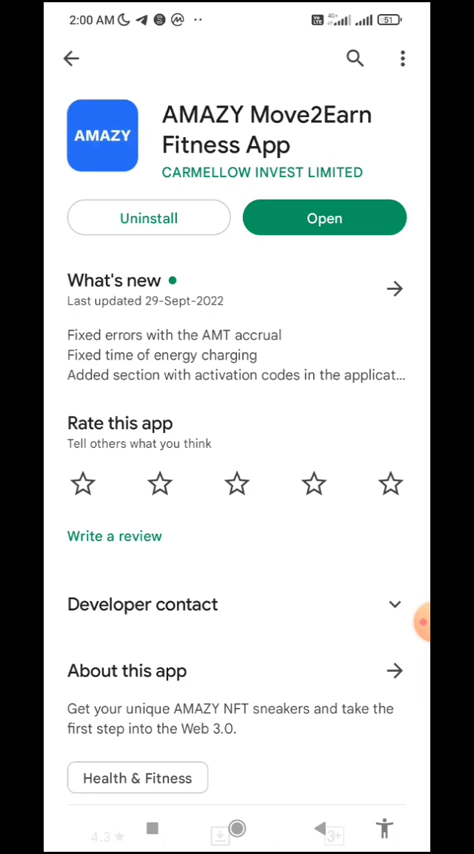 2:00 AM
4G+
51
AMAZY
AMAZY Move2Earn
Fitness App
CARMELLOW INVEST LIMITED
Uninstall
Open
What's new
Last updated 29-Sept-2022
Fixed errors with the AMT accrual
Fixed time of energy charging
Added section with activation codes in the applicat...
Rate this app
Tell others what you think
Write a review
Developer contact
About this app
Get your unique AMAZY NFT sneakers and take the
first step into the Web 3.0.
Health & Fitness
4.3★
3+